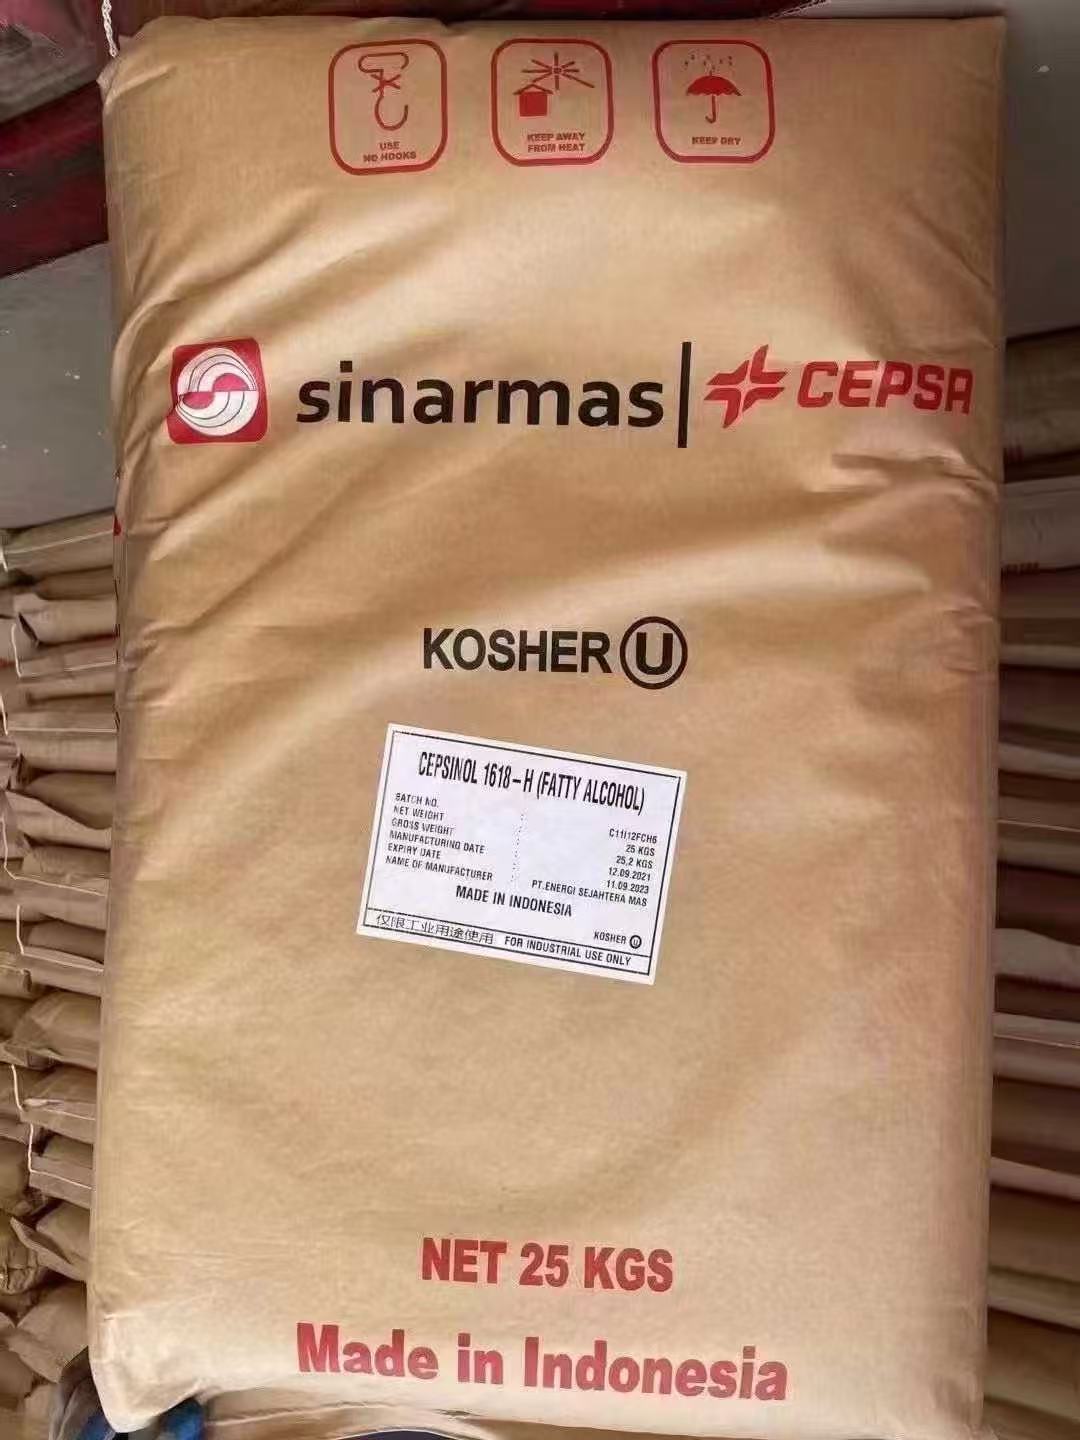 USE
NO HOOKS
KEEP AWAY
FROM HEAT
KEEP DRY
sinarmas | CEPSA
KOSHER U
CEPSINOL 1618-H (FATTY ALCOHOL)
BATCH NO. : C11I12FCH6
NET WEIGHT : 25 KGS
GROSS WEIGHT : 25,2 KGS
MANUFACTURING DATE : 12.09.2021
EXPIRY DATE : 11.09.2023
NAME OF MANUFACTURER : PT.ENERGI SEJAHTERA MAS
MADE IN INDONESIA
KOSHER U
仅限工业用途使用 FOR INDUSTRIAL USE ONLY
NET 25 KGS
Made in Indonesia